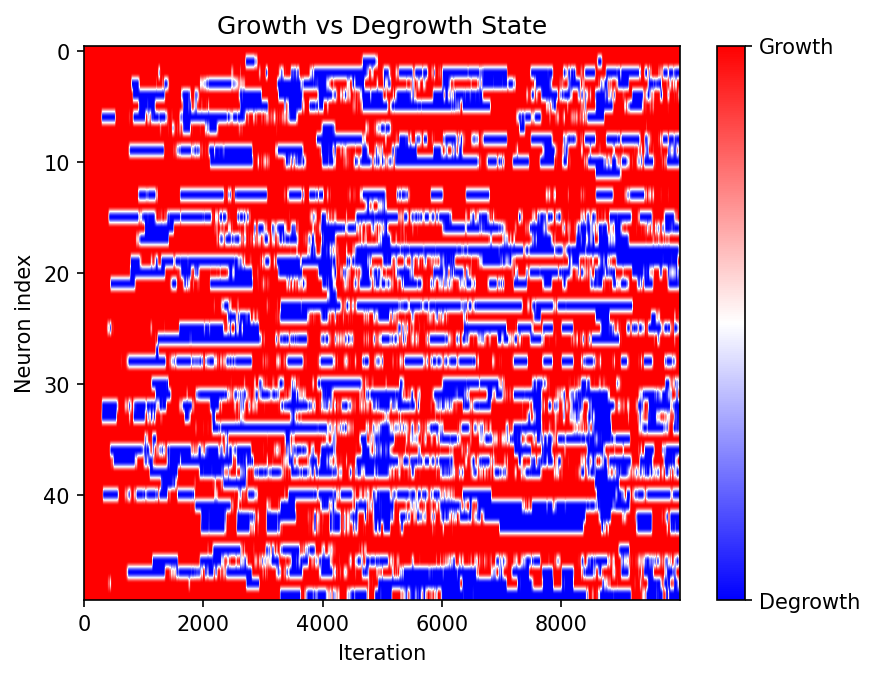 Growth vs Degrowth State
Growth
0
10
20
30
40
Neuron index
Degrowth
0 2000 4000 6000 8000
Iteration